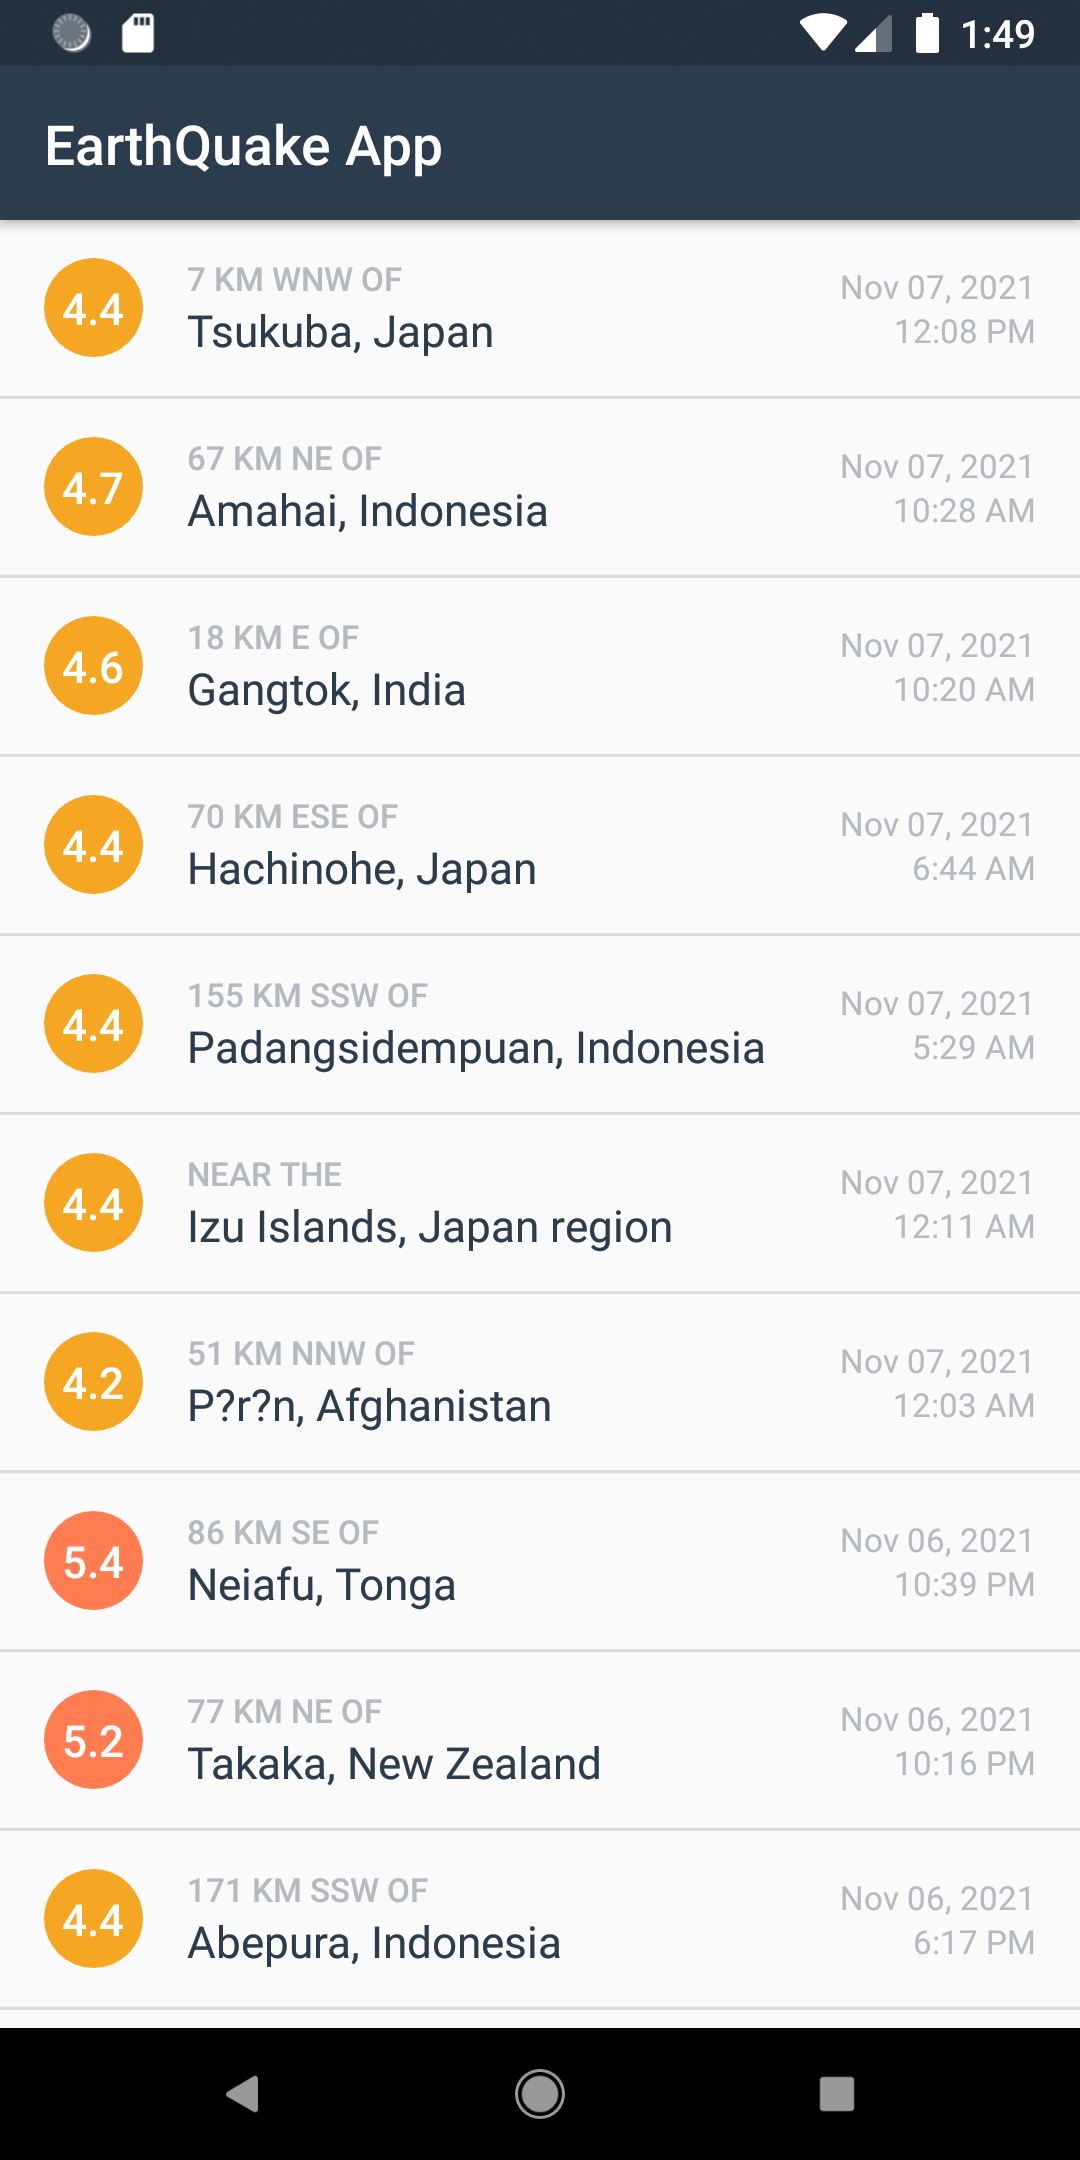 1:49
EarthQuake App
4.4
7 KM WNW OF
Tsukuba, Japan
Nov 07, 2021
12:08 PM
4.7
67 KM NE OF
Amahai, Indonesia
Nov 07, 2021
10:28 AM
4.6
18 KM E OF
Gangtok, India
Nov 07, 2021
10:20 AM
4.4
70 KM ESE OF
Hachinohe, Japan
Nov 07, 2021
6:44 AM
4.4
155 KM SSW OF
Padangsidempuan, Indonesia
Nov 07, 2021
5:29 AM
4.4
NEAR THE
Izu Islands, Japan region
Nov 07, 2021
12:11 AM
4.2
51 KM NNW OF
P?r?n, Afghanistan
Nov 07, 2021
12:03 AM
5.4
86 KM SE OF
Neiafu, Tonga
Nov 06, 2021
10:39 PM
5.2
77 KM NE OF
Takaka, New Zealand
Nov 06, 2021
10:16 PM
4.4
171 KM SSW OF
Abepura, Indonesia
Nov 06, 2021
6:17 PM